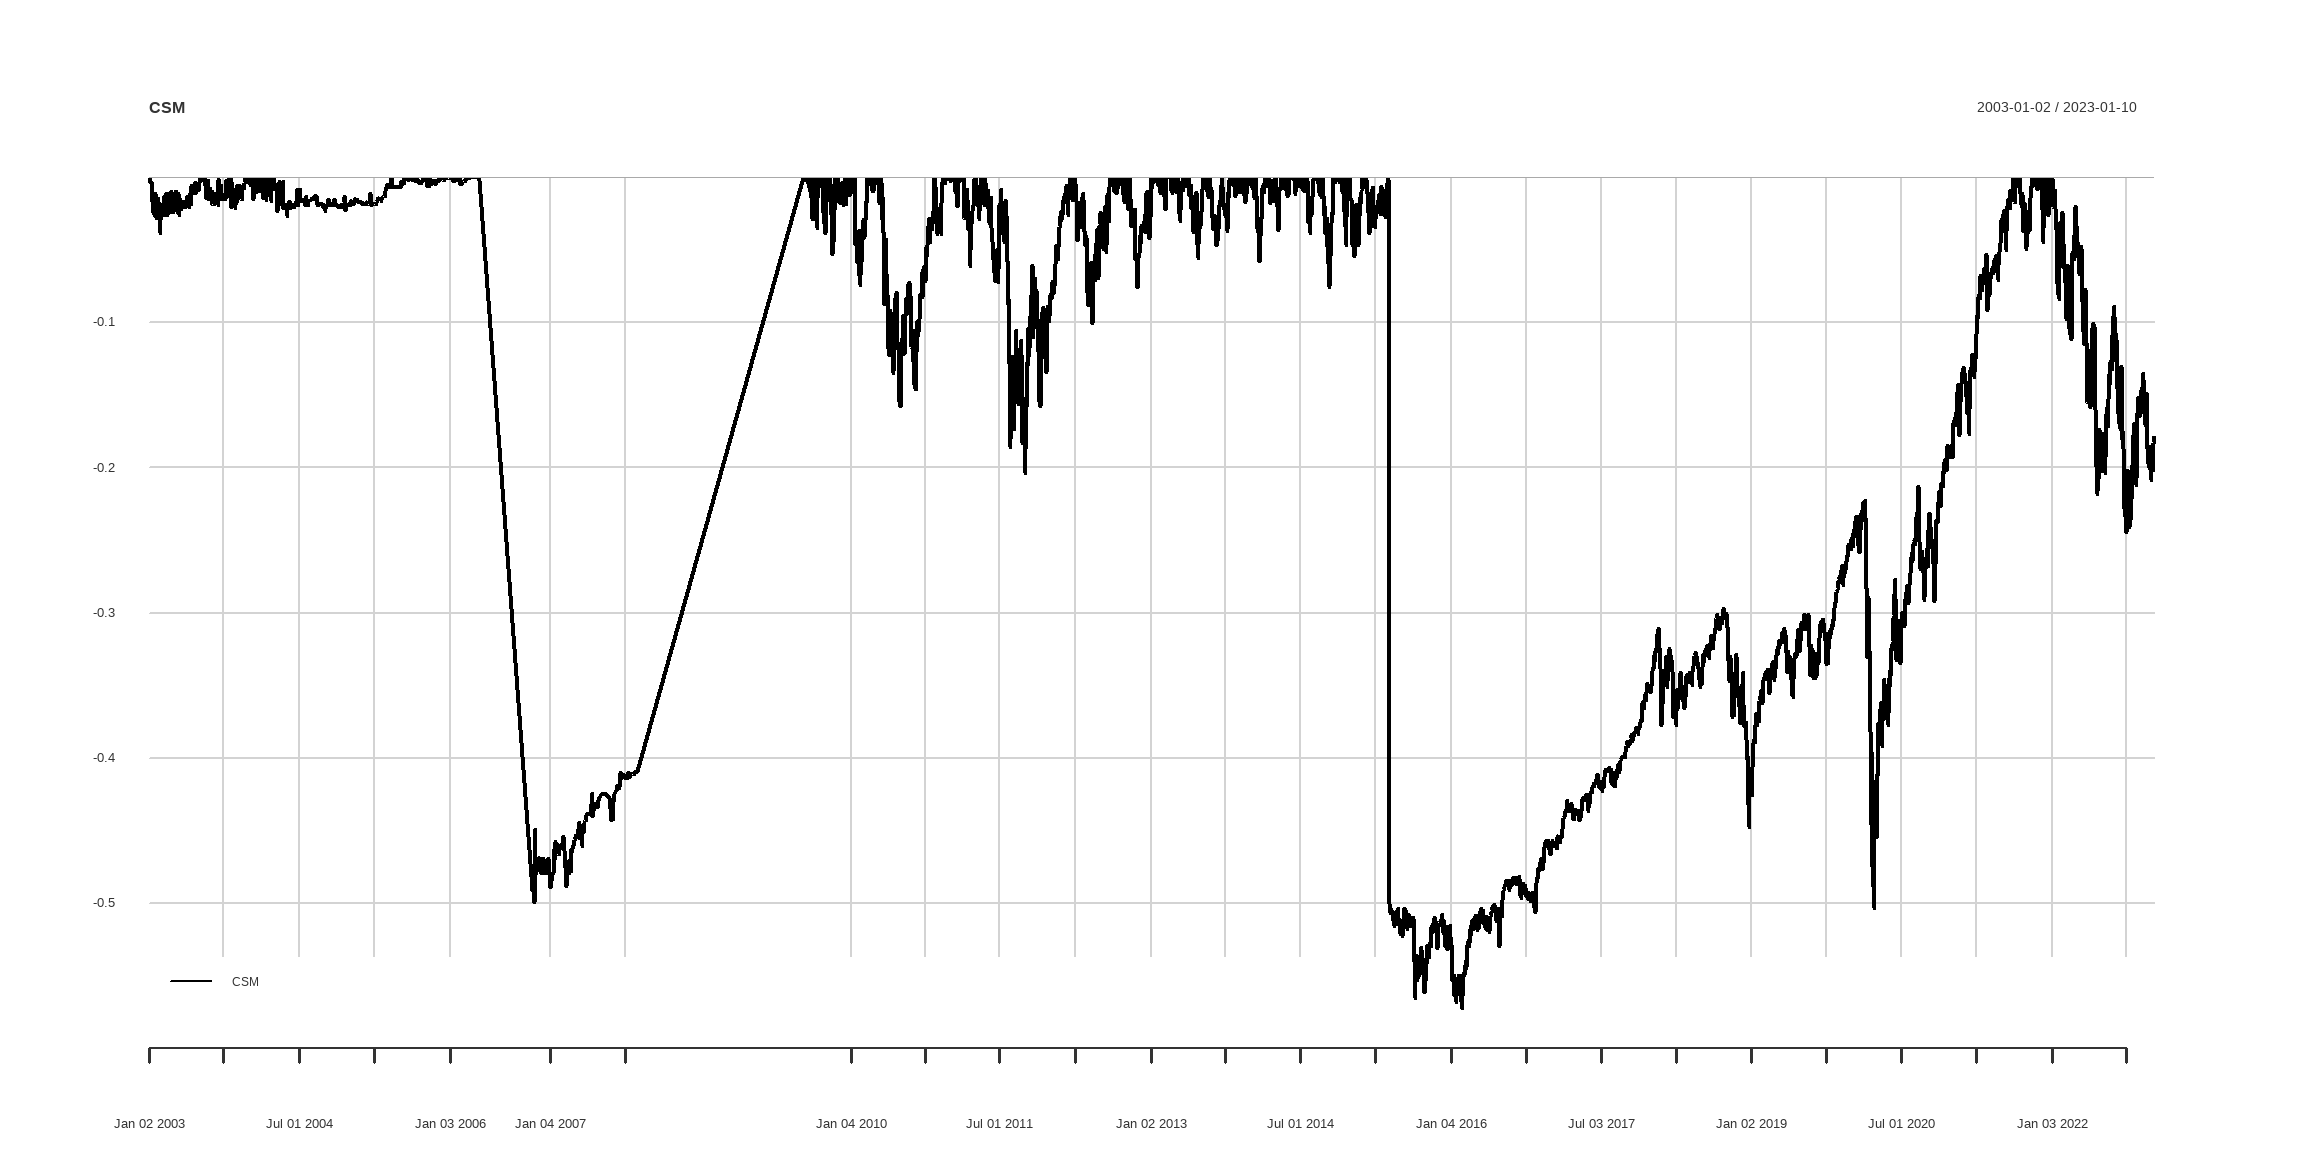 CSM
2003-01-02 / 2023-01-10
-0.1
-0.2
-0.3
-0.4
-0.5
CSM
Jan 02 2003
Jul 01 2004
Jan 03 2006
Jan 04 2007
Jan 04 2010
Jul 01 2011
Jan 02 2013
Jul 01 2014
Jan 04 2016
Jul 03 2017
Jan 02 2019
Jul 01 2020
Jan 03 2022